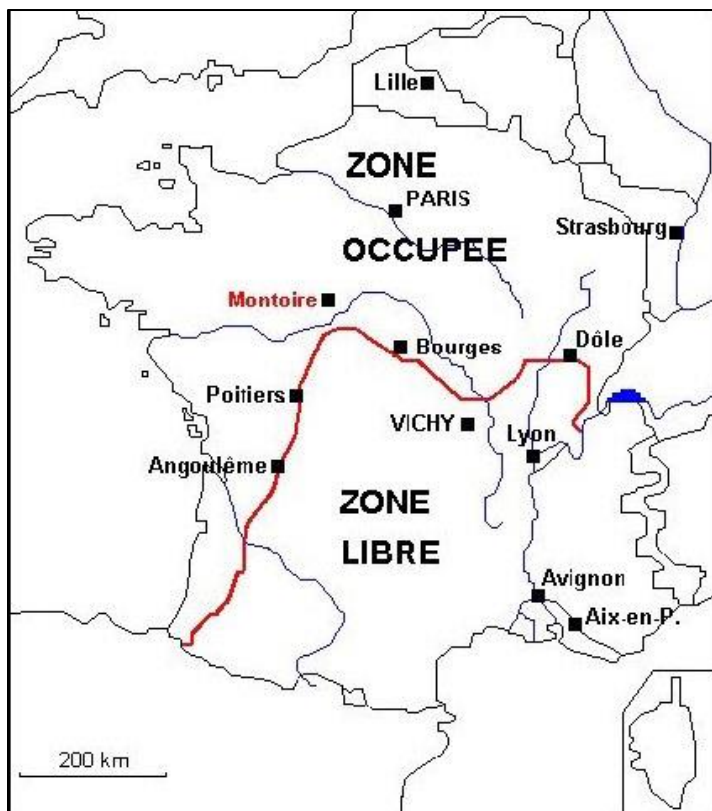 Lille
ZONE
PARIS
Strasbourg
OCCUPEE
Montoire
Bourges
Dôle
Poitiers
VICHY
Lyon
Angoulême
ZONE
LIBRE
Avignon
Aix-en-P.
200 km